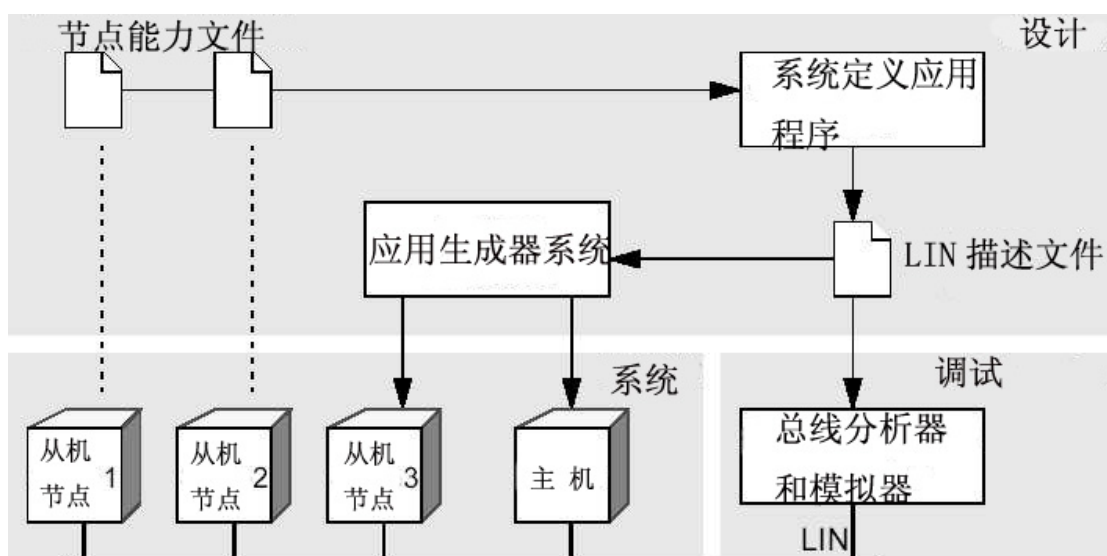 节点能力文件
设计
系统定义应用
程序
应用生成器系统
LIN 描述文件
系统
调试
从机
节点 1
从机
节点 2
从机
节点 3
主 机
总线分析器
和模拟器
LIN